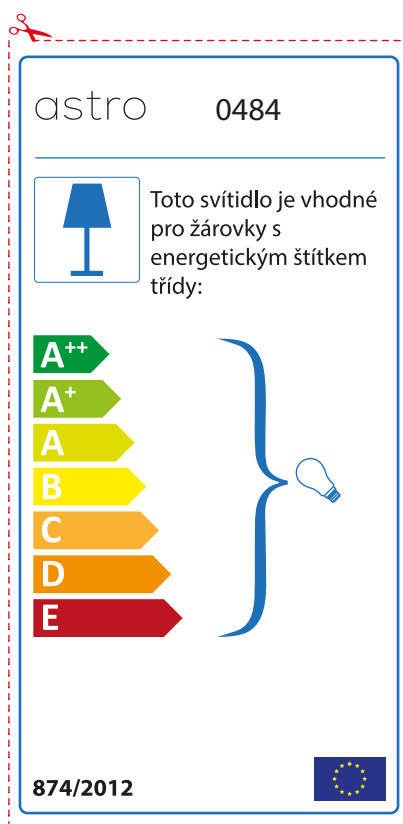 astro 0484
Toto svítidlo je vhodné
pro žárovky s
energetickým štítkem
třídy:
A++
A+
A
B
C
D
E
874/2012